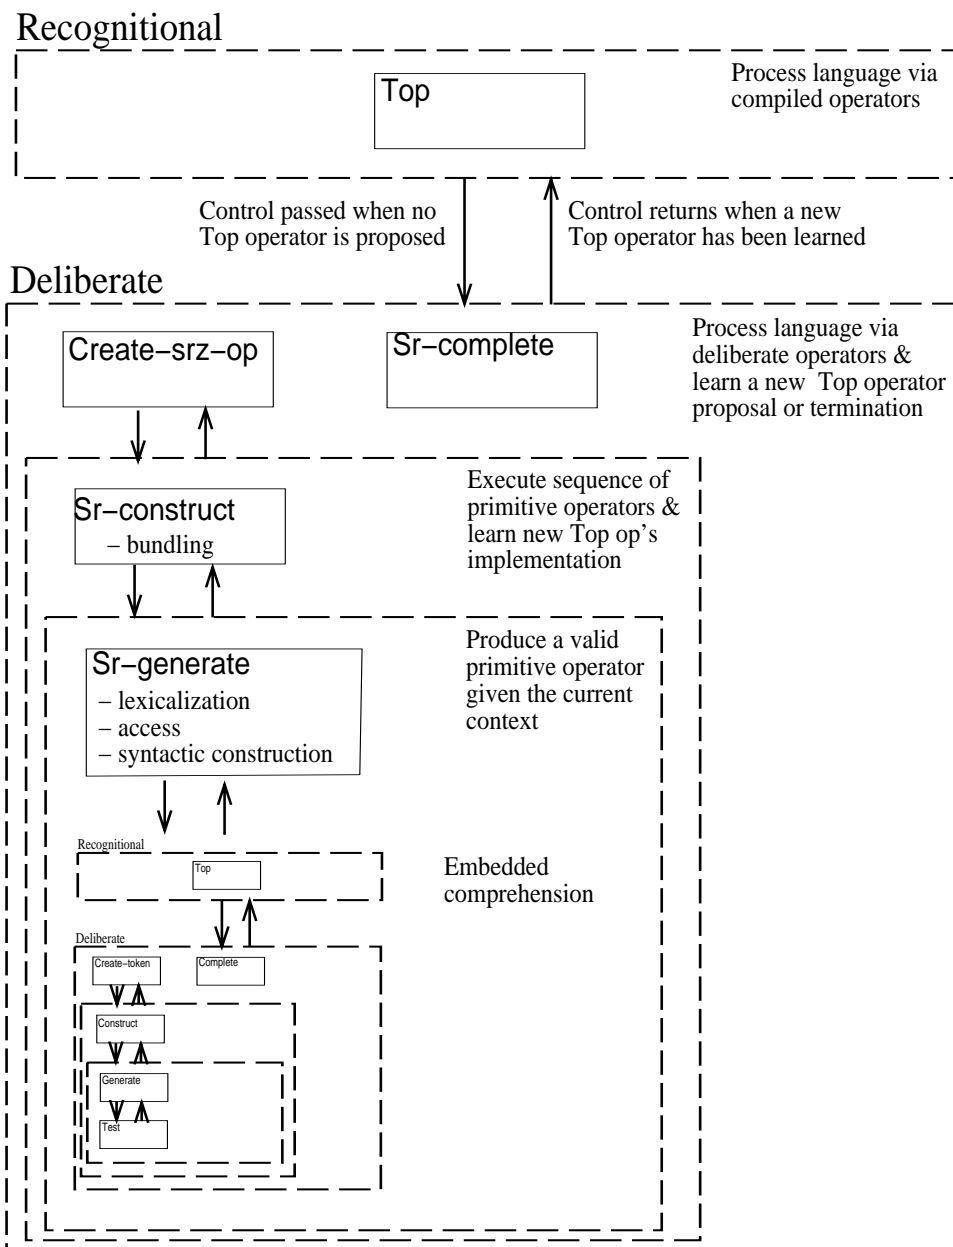 Recognitional
Top
Process language via
compiled operators
Control passed when no
Top operator is proposed
Control returns when a new
Top operator has been learned
Deliberate
Create–srz–op
Sr–complete
Process language via
deliberate operators &
learn a new Top operator
proposal or termination
Sr–construct
– bundling
Execute sequence of
primitive operators &
learn new Top op's
implementation
Sr–generate
– lexicalization
– access
– syntactic construction
Produce a valid
primitive operator
given the current
context
Recognitional
Top
Embedded
comprehension
Deliberate
Create–token
Complete
Construct
Generate
Test